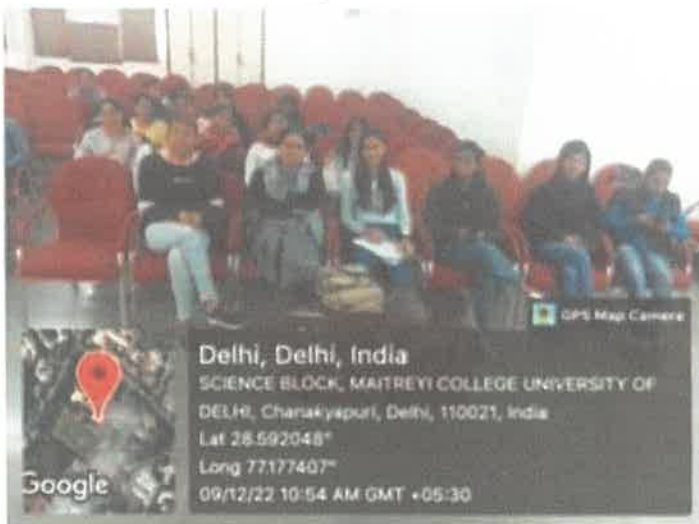 GPS Map Camera
Delhi, Delhi, India
SCIENCE BLOCK, MAITREYI COLLEGE UNIVERSITY OF
DELHI, Chanakyapuri, Delhi, 110021, India
Lat 28.592048°
Long 77.177407°
09/12/22 10:54 AM GMT +05:30
Google